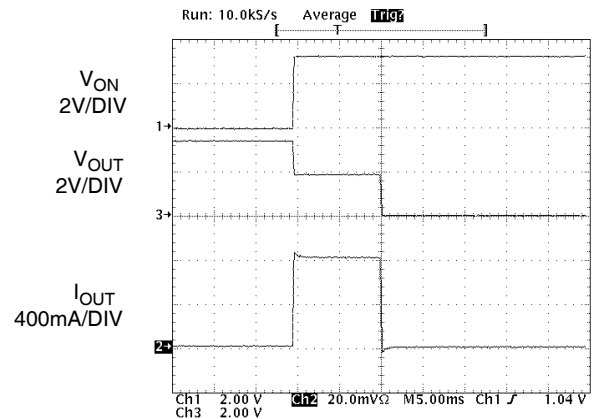 Run: 10.0kS/s Average Trig?
V_ON
2V/DIV
1→
V_OUT
2V/DIV
3→
I_OUT
400mA/DIV
2→
Ch1 2.00 V Ch2 20.0mVΩ M5.00ms Ch1 ∫ 1.04 V
Ch3 2.00 V